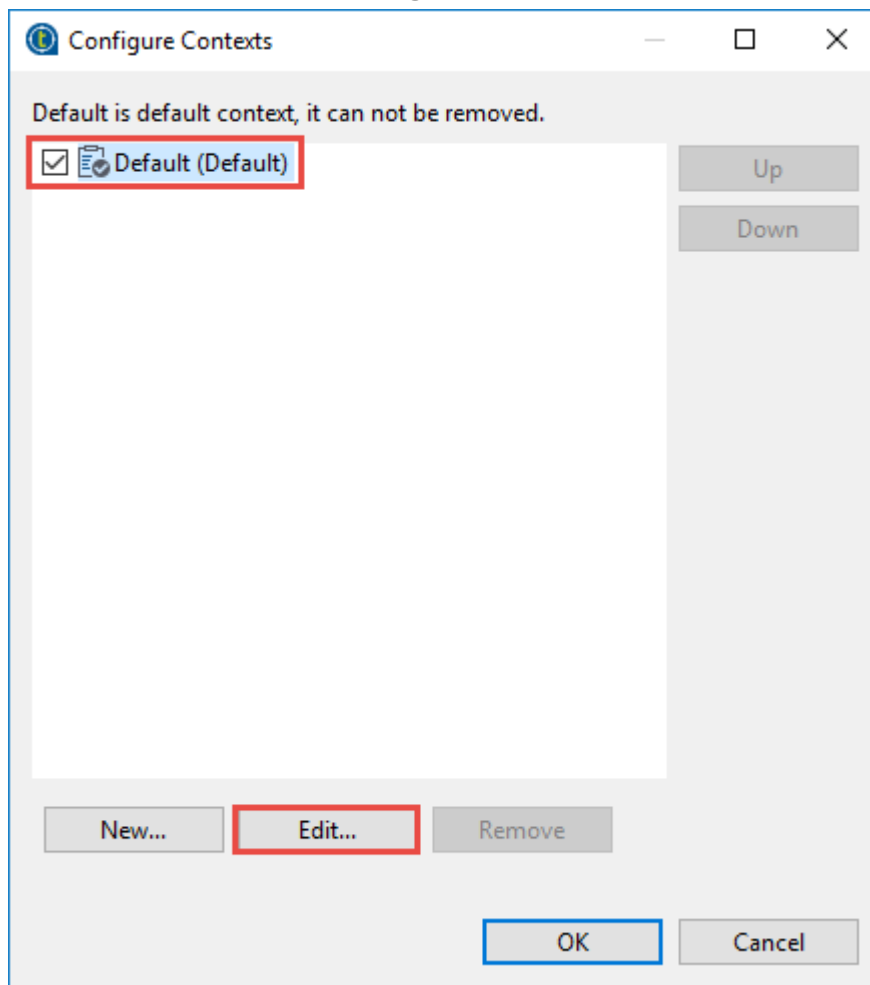 Configure Contexts
Default is default context, it can not be removed.
Default (Default)
Up
Down
New... Edit... Remove
OK Cancel